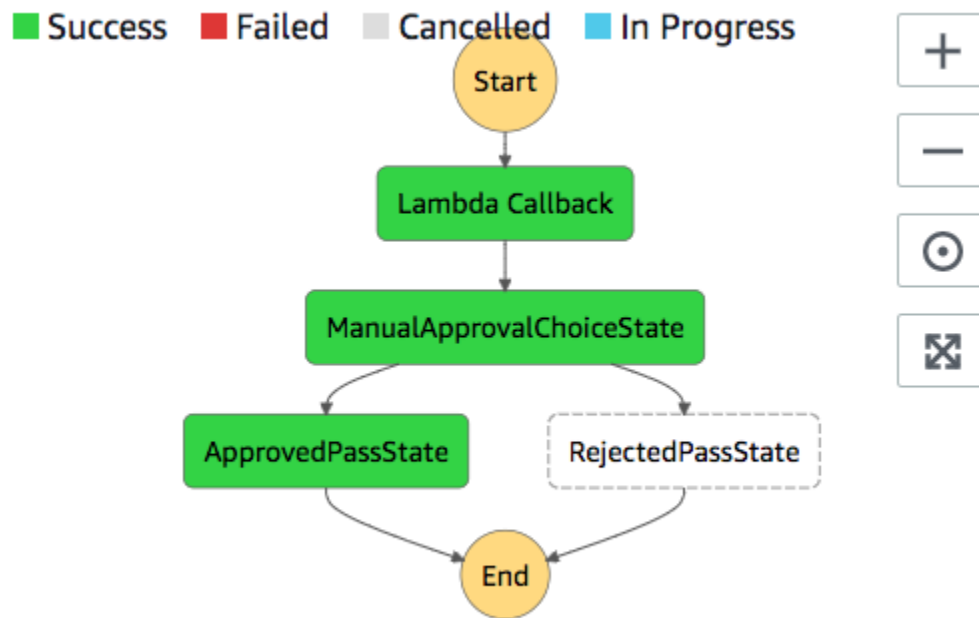 Success Failed Cancelled In Progress
Start
Lambda Callback
ManualApprovalChoiceState
ApprovedPassState RejectedPassState
End